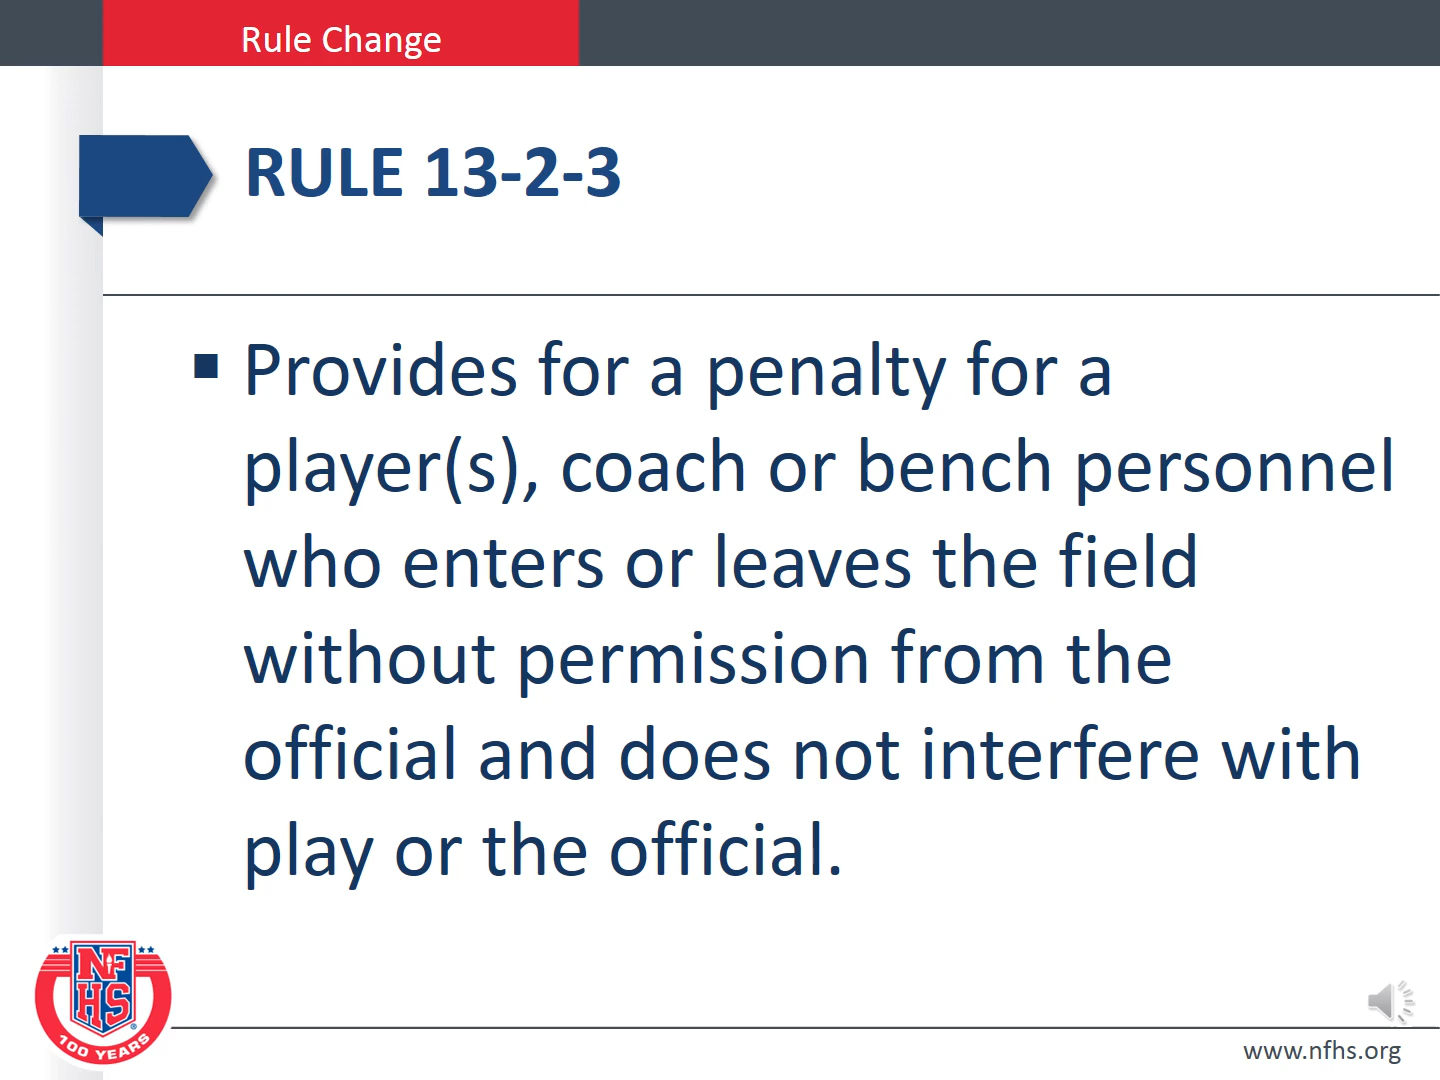 Rule Change
RULE 13-2-3
▪ Provides for a penalty for a
player(s), coach or bench personnel
who enters or leaves the field
without permission from the
official and does not interfere with
play or the official.
NF
HS
®
100 YEARS
www.nfhs.org